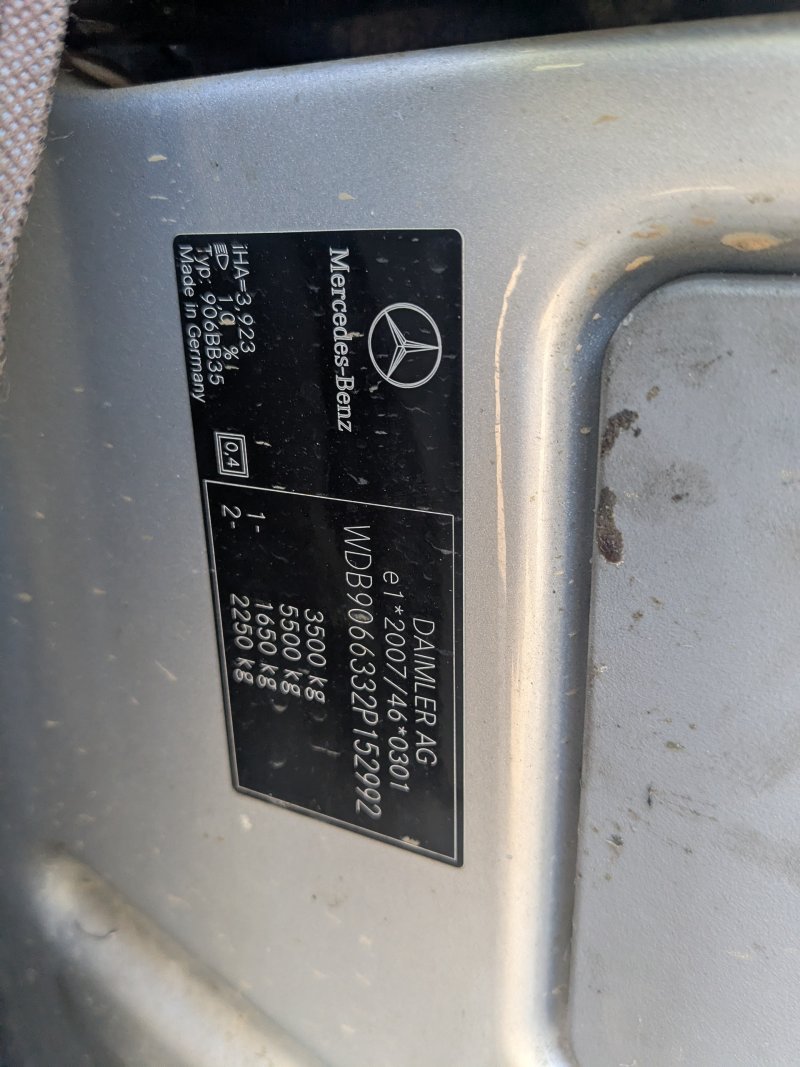 Mercedes-Benz
iHA=3,923
1,0 %
Typ: 906BB35
Made in Germany
0,4
DAIMLER AG
e1*2007/46*0301
WDB9066332P152992
3500 kg
5500 kg
1- 1650 kg
2- 2250 kg